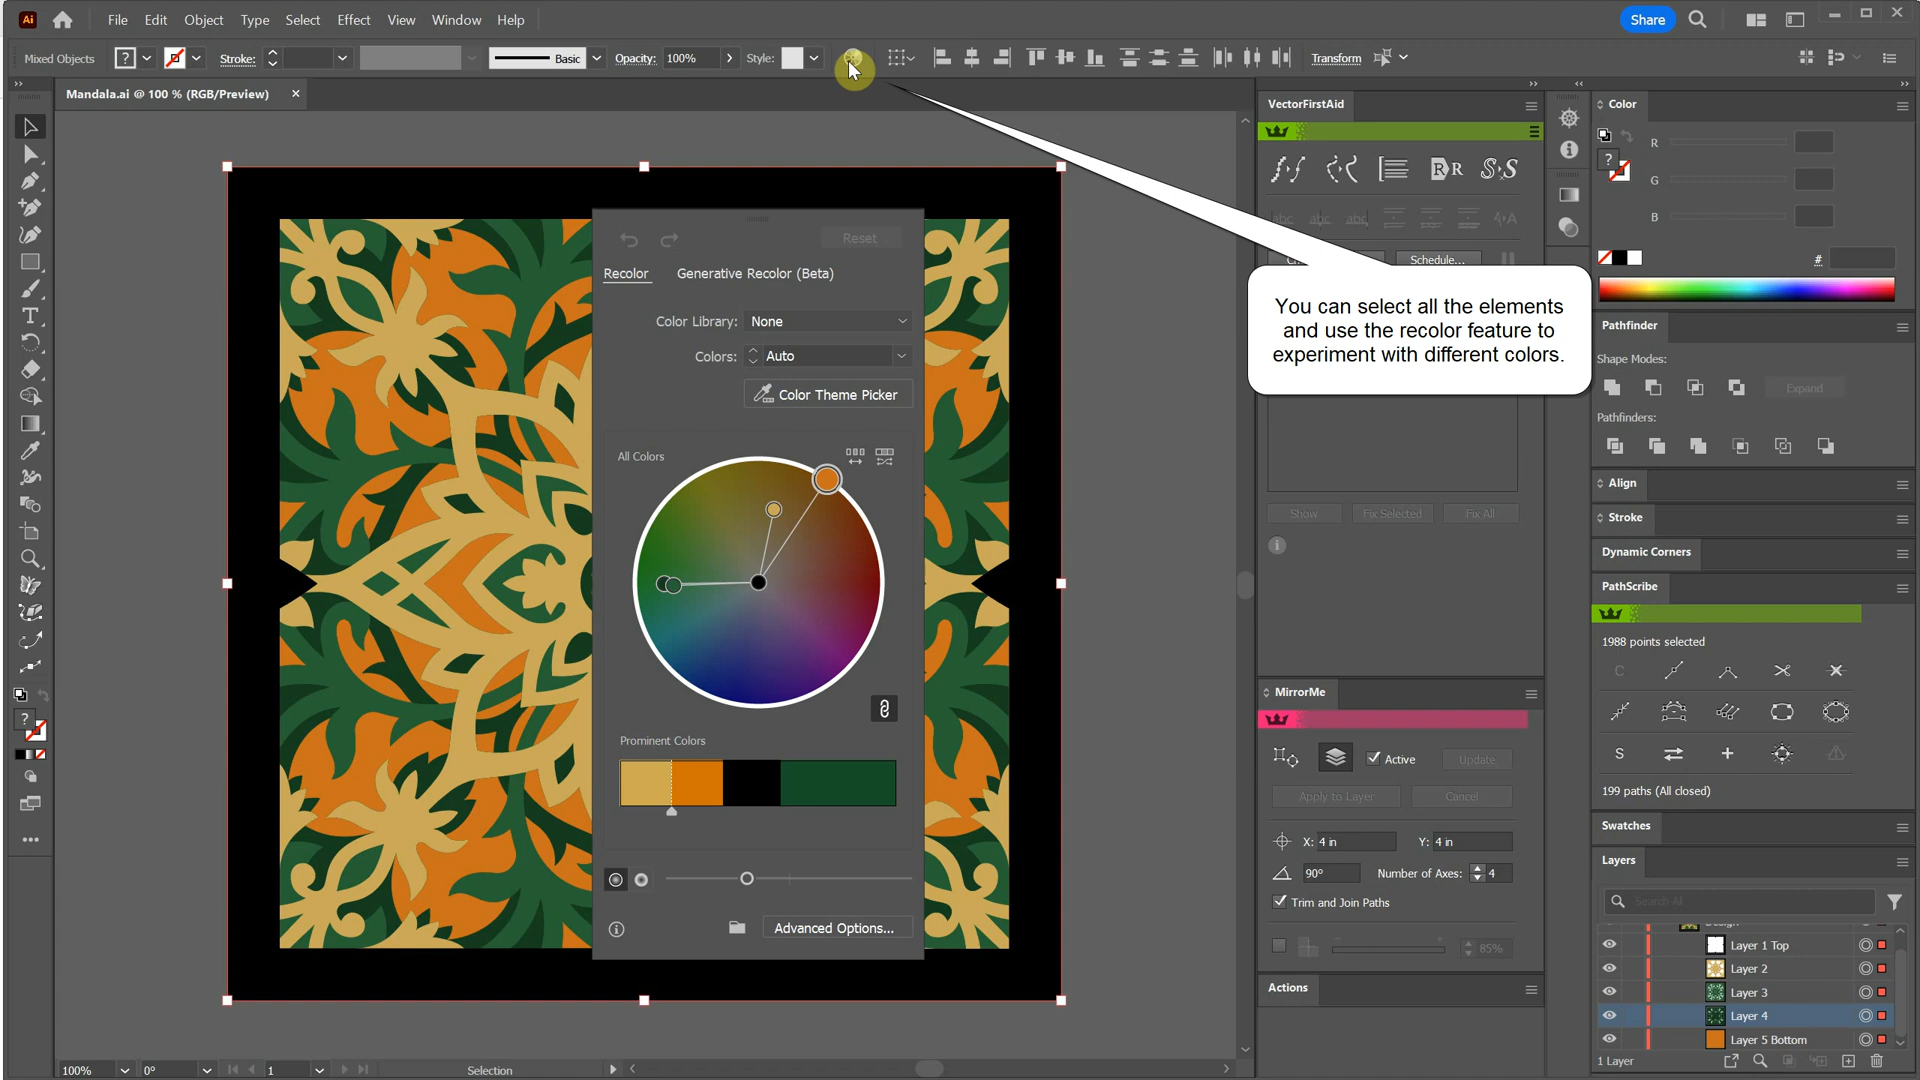 Ai
File Edit Object Type Select Effect View Window Help
Share
Mixed Objects ? Stroke: Basic Opacity: 100% Style: Transform
Mandala.ai @ 100 % (RGB/Preview)
VectorFirstAid
Color
R
G
B
#
Schedule...
Reset
Recolor Generative Recolor (Beta)
Color Library: None
Colors: Auto
Color Theme Picker
All Colors
Prominent Colors
Advanced Options...
You can select all the elements
and use the recolor feature to
experiment with different colors.
Show Fix Selected Fix All
MirrorMe
Active Update
Apply to Layer Cancel
X: 4 in Y: 4 in
90° Number of Axes: 4
Trim and Join Paths
85%
Actions
Pathfinder
Shape Modes:
Expand
Pathfinders:
Align
Stroke
Dynamic Corners
PathScribe
1988 points selected
199 paths (All closed)
Swatches
Layers
Search All
Layer 1 Top
Layer 2
Layer 3
Layer 4
Layer 5 Bottom
1 Layer
100% 0° 1 Selection